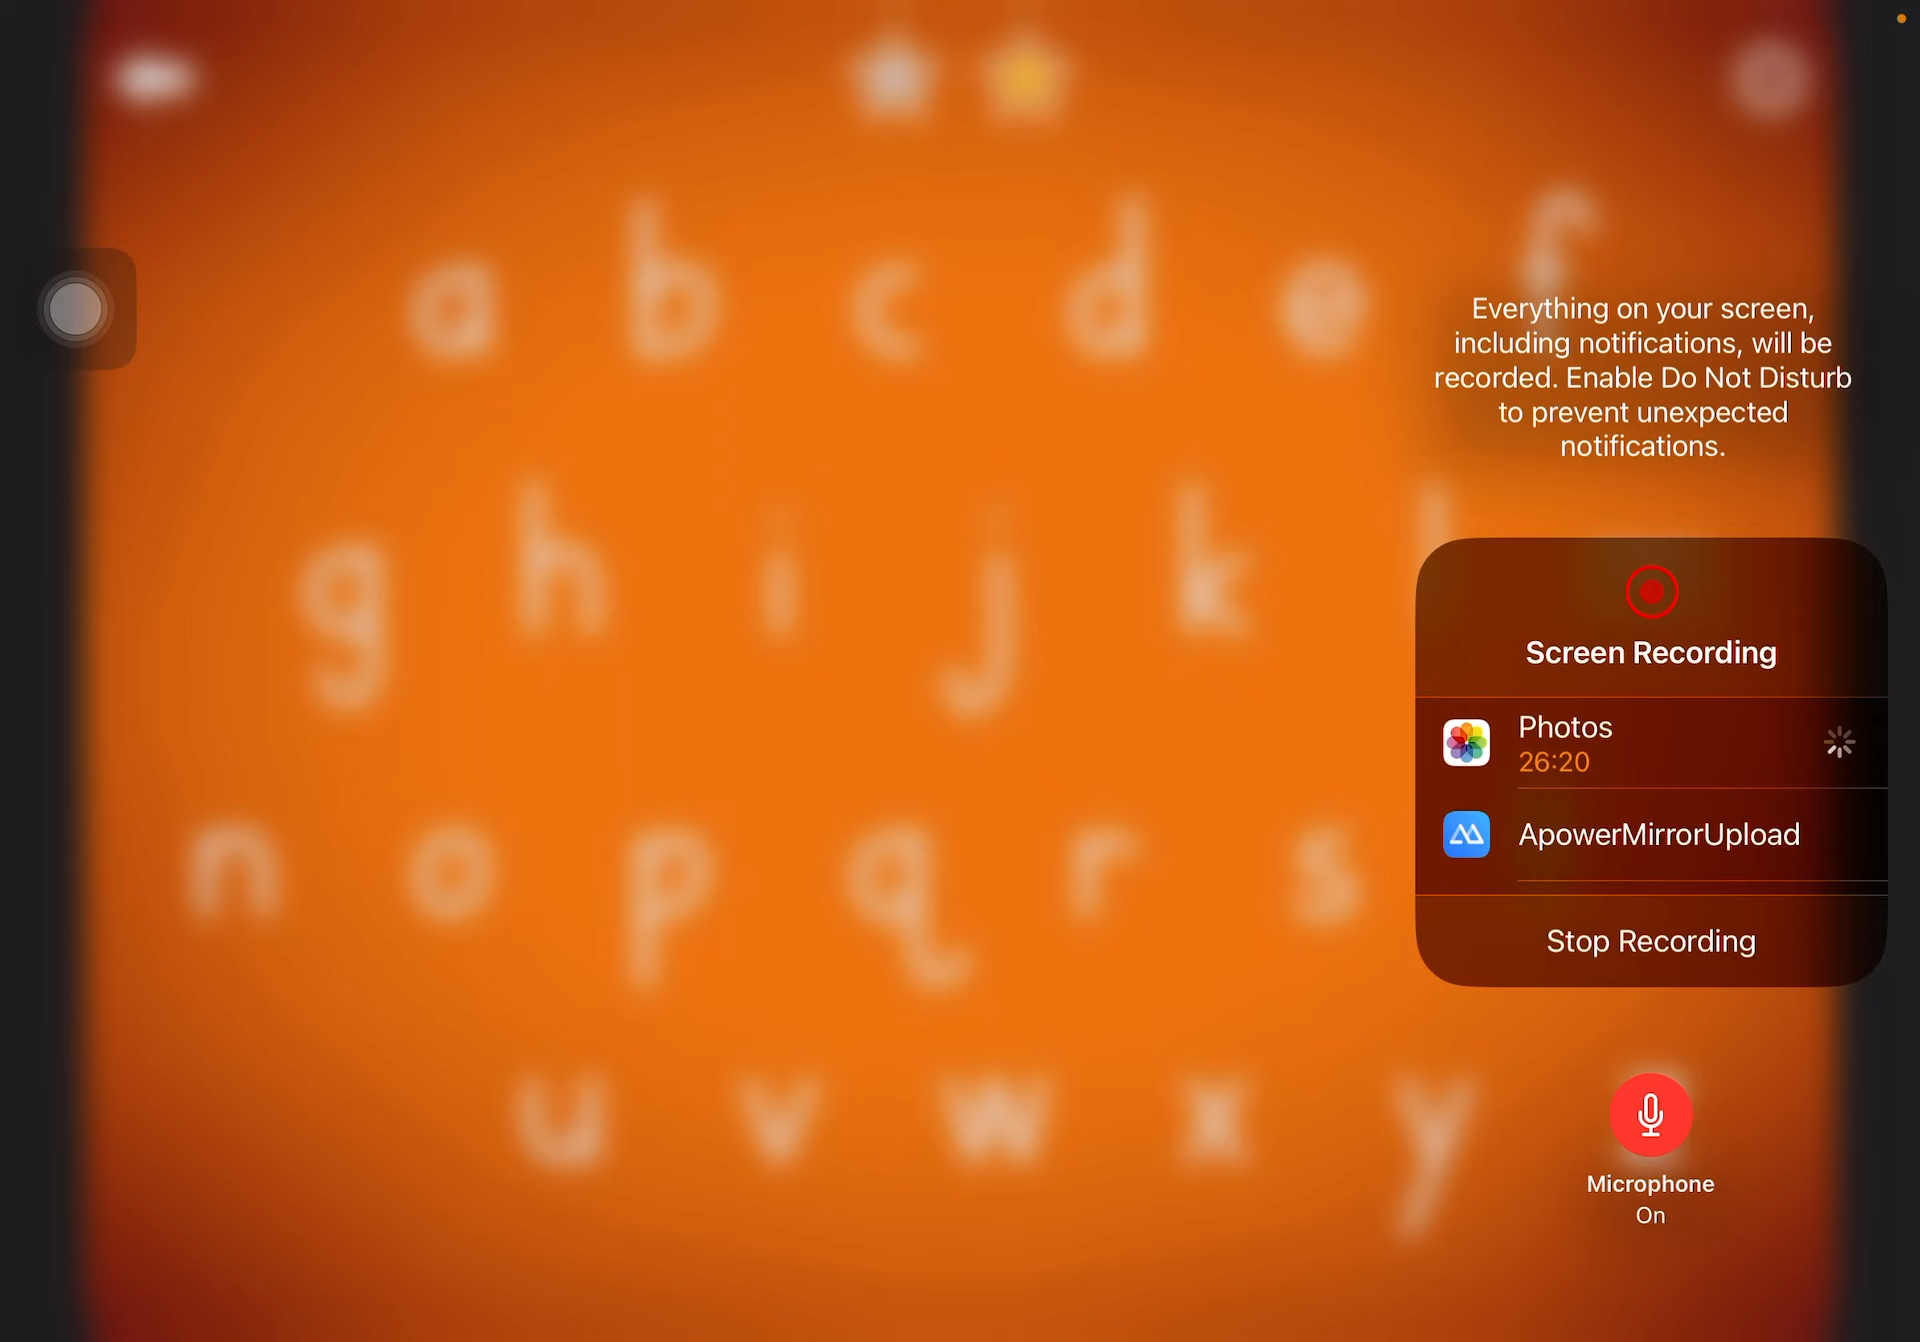 a b c d e f
Everything on your screen,
including notifications, will be
recorded. Enable Do Not Disturb
to prevent unexpected
notifications.
g h i j k l
Screen Recording
Photos
26:20
ApowerMirrorUpload
n o p q r s
Stop Recording
u v w x y
Microphone
On